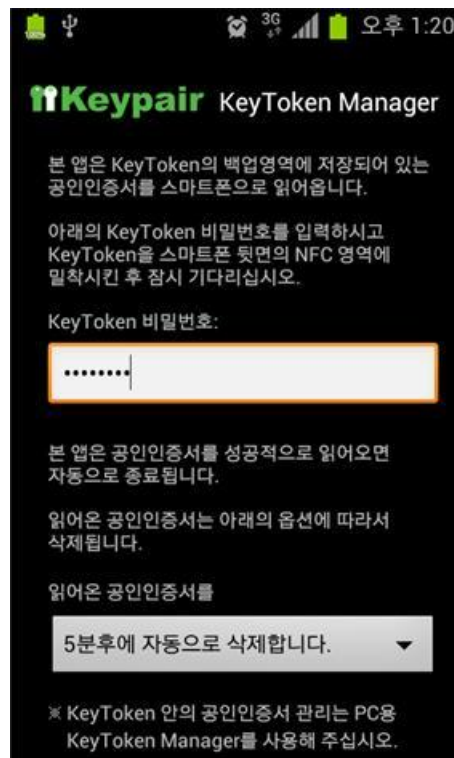 100%
3G
오후 1:20
Keypair KeyToken Manager
본 앱은 KeyToken의 백업영역에 저장되어 있는
공인인증서를 스마트폰으로 읽어옵니다.
아래의 KeyToken 비밀번호를 입력하시고
KeyToken을 스마트폰 뒷면의 NFC 영역에
밀착시킨 후 잠시 기다리십시오.
KeyToken 비밀번호:
••••••••
본 앱은 공인인증서를 성공적으로 읽어오면
자동으로 종료됩니다.
읽어온 공인인증서는 아래의 옵션에 따라서
삭제됩니다.
읽어온 공인인증서를
5분후에 자동으로 삭제합니다.
※ KeyToken 안의 공인인증서 관리는 PC용
KeyToken Manager를 사용해 주십시오.